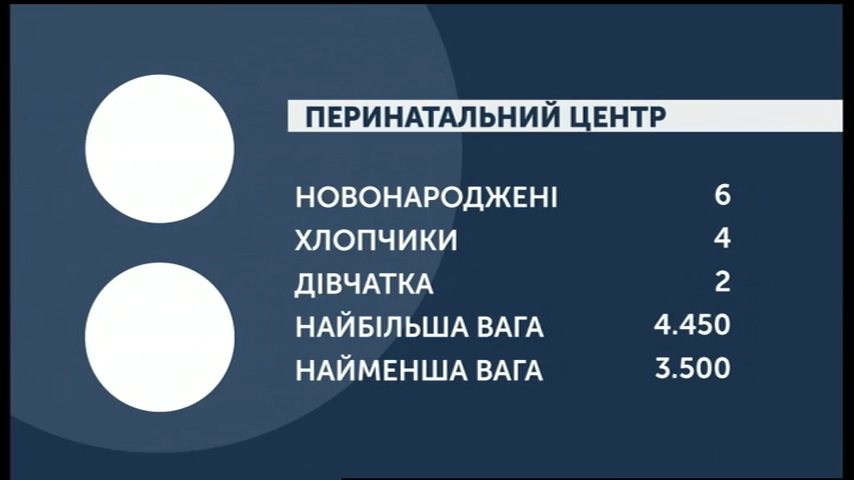 ПЕРИНАТАЛЬНИЙ ЦЕНТР
НОВОНАРОДЖЕНІ 6
ХЛОПЧИКИ 4
ДІВЧАТКА 2
НАЙБІЛЬША ВАГА 4.450
НАЙМЕНША ВАГА 3.500